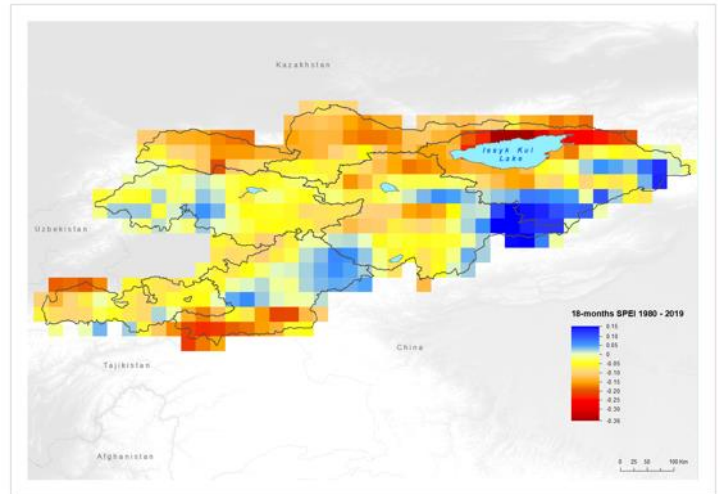 Kazakhstan
Issyk Kul
Lake
Uzbekistan
18-months SPEI 1980 - 2019
0.15
0.10
0.05
0
-0.05
-0.10
-0.15
-0.20
-0.25
-0.30
-0.35
China
Tajikistan
Afghanistan
0 25 50 100 Km